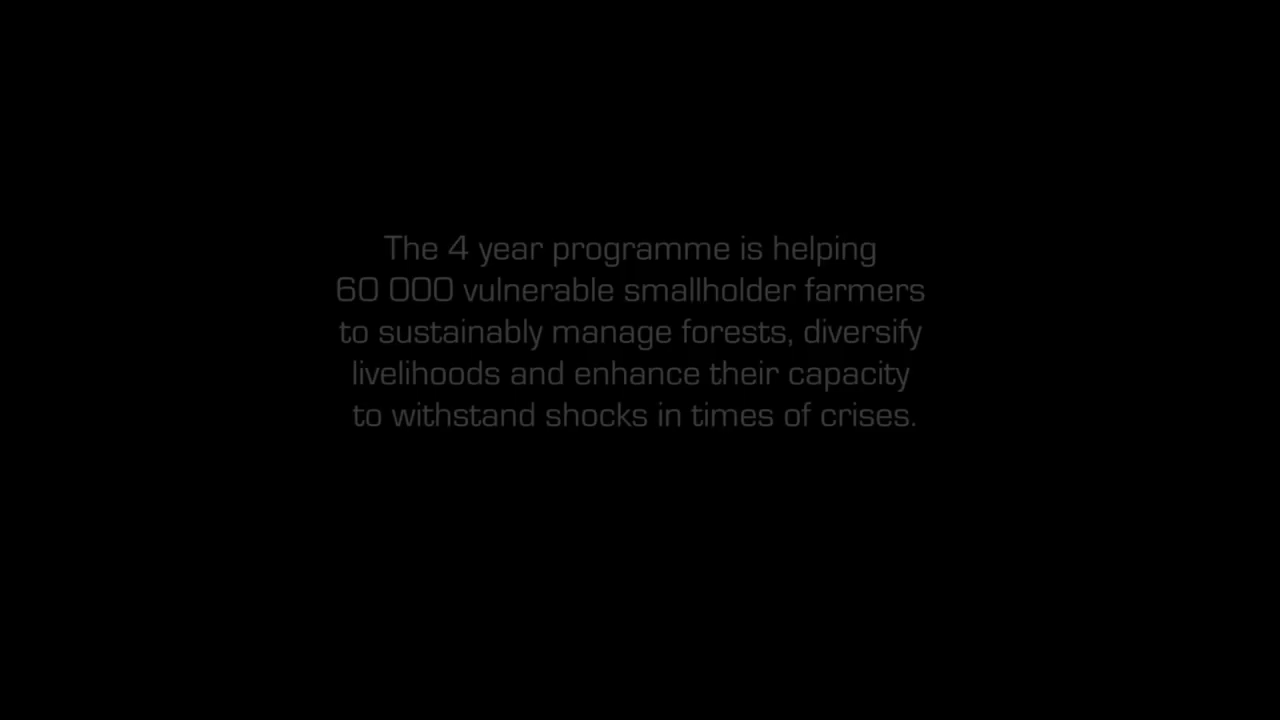 The 4 year programme is helping
60 000 vulnerable smallholder farmers
to sustainably manage forests, diversify
livelihoods and enhance their capacity
to withstand shocks in times of crises.